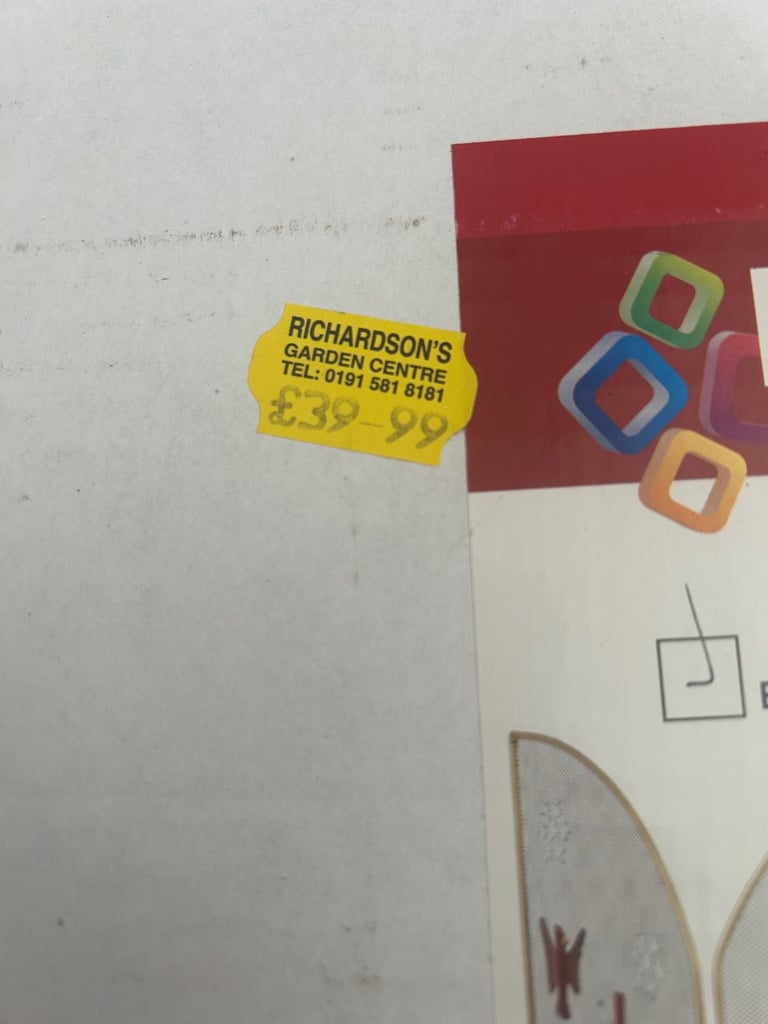 RICHARDSON'S
GARDEN CENTRE
TEL: 0191 581 8181
£39-99